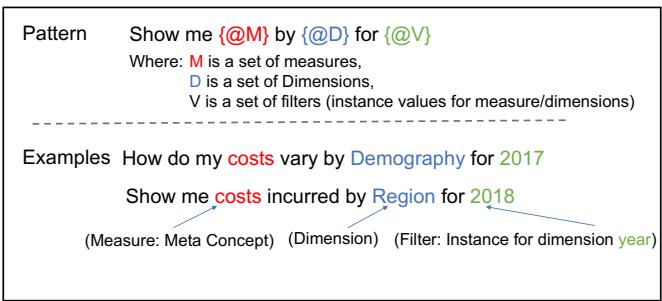 Pattern Show me {@M} by {@D} for {@V}
Where: M is a set of measures,
D is a set of Dimensions,
V is a set of filters (instance values for measure/dimensions)
Examples How do my costs vary by Demography for 2017
Show me costs incurred by Region for 2018
(Measure: Meta Concept) (Dimension) (Filter: Instance for dimension year)